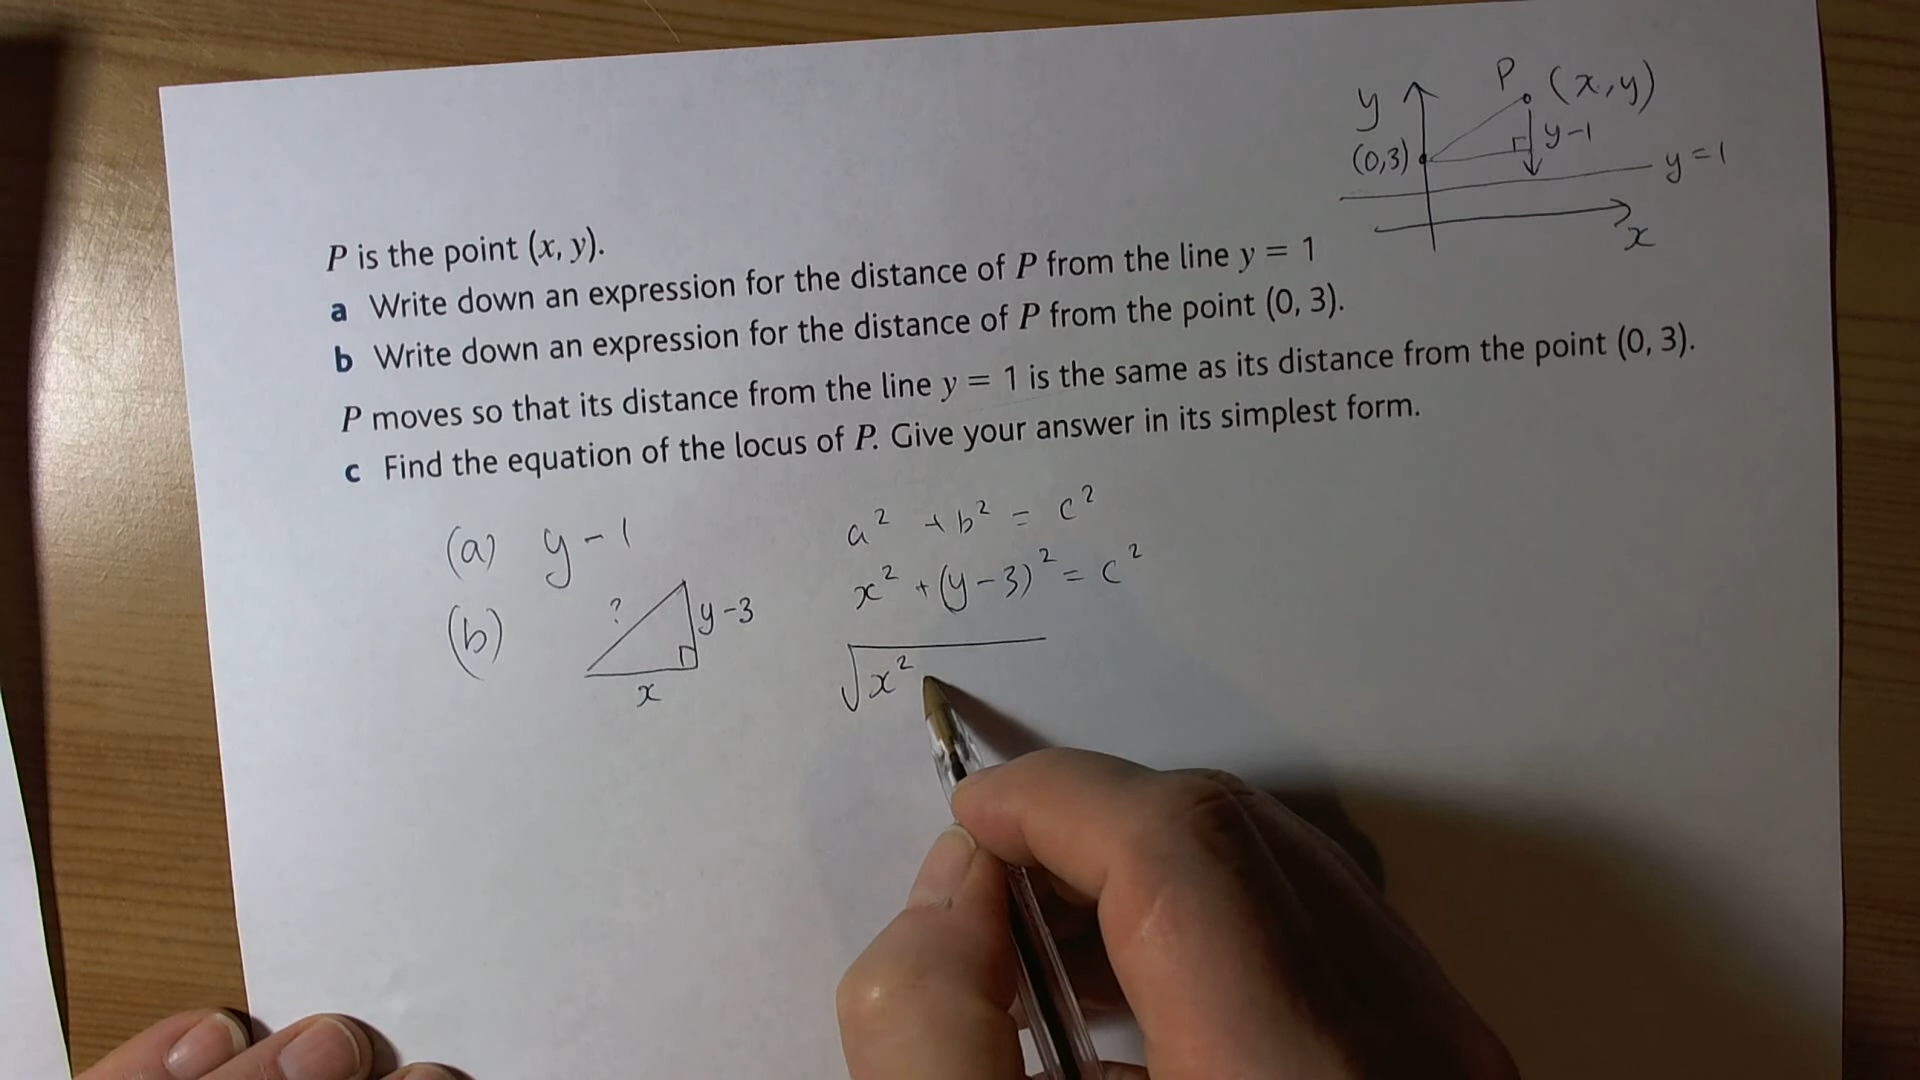 y
P (x,y)
(0,3)
y-1
y=1
x
P is the point (x, y).
a Write down an expression for the distance of P from the line y = 1
b Write down an expression for the distance of P from the point (0, 3).
P moves so that its distance from the line y = 1 is the same as its distance from the point (0, 3).
c Find the equation of the locus of P. Give your answer in its simplest form.
(a) y-1
a² + b² = c²
x² + (y-3)² = c²
(b) ? y-3
x
√x²